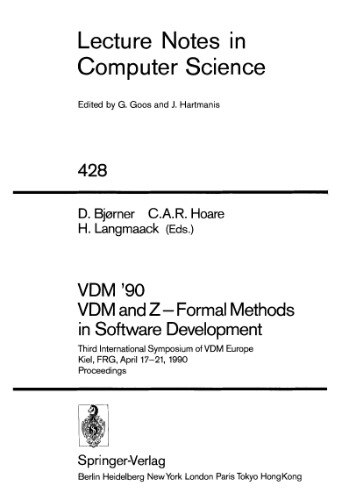 Lecture Notes in
Computer Science
Edited by G. Goos and J. Hartmanis
428
D. Bjørner C.A.R. Hoare
H. Langmaack (Eds.)
VDM '90
VDM and Z – Formal Methods
in Software Development
Third International Symposium of VDM Europe
Kiel, FRG, April 17–21, 1990
Proceedings
Springer-Verlag
Berlin Heidelberg New York London Paris Tokyo Hong Kong